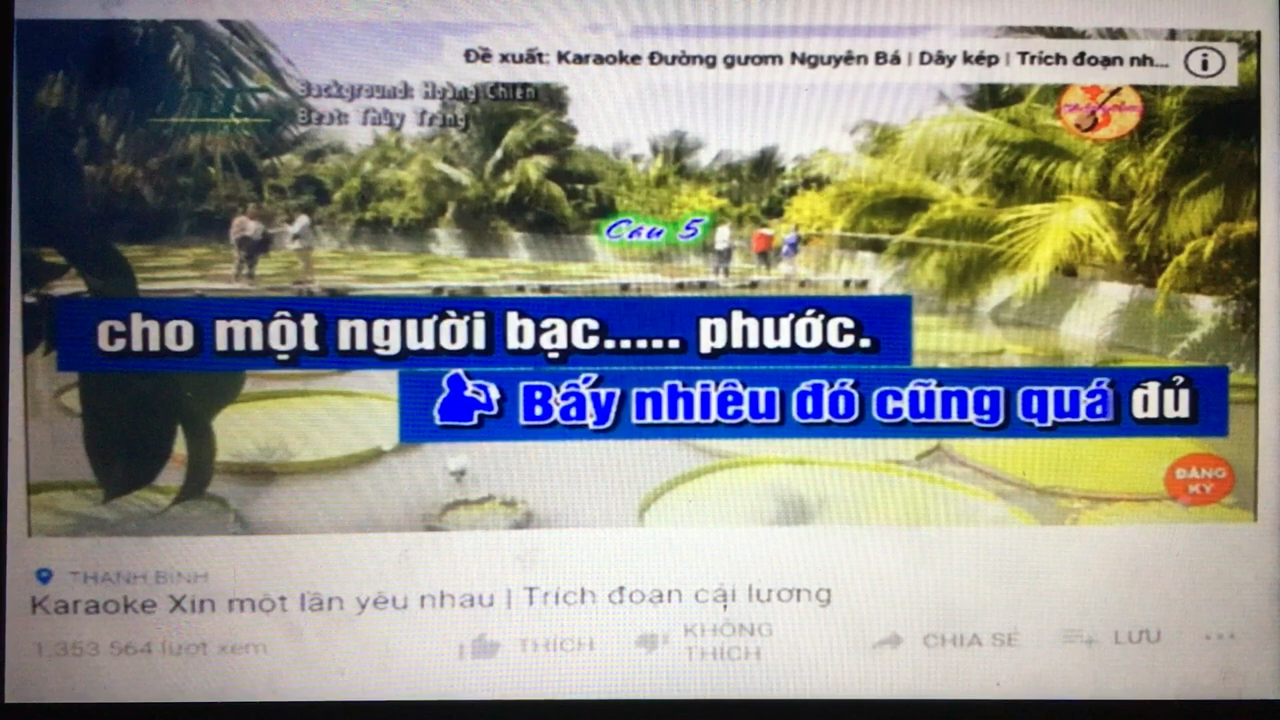 Đề xuất: Karaoke Đường gươm Nguyên Bá | Dây kép | Trích đoạn nh...
Background: Hoàng Chiến
Beat: Thùy Trang
Câu 5
cho một người bạc..... phước.
Bấy nhiêu đó cũng quá đủ
ĐĂNG
KÝ
THANH BÌNH
Karaoke Xin một lần yêu nhau | Trích đoạn cải lương
1.353.564 lượt xem
THÍCH
KHÔNG
THÍCH
CHIA SẺ
LƯU